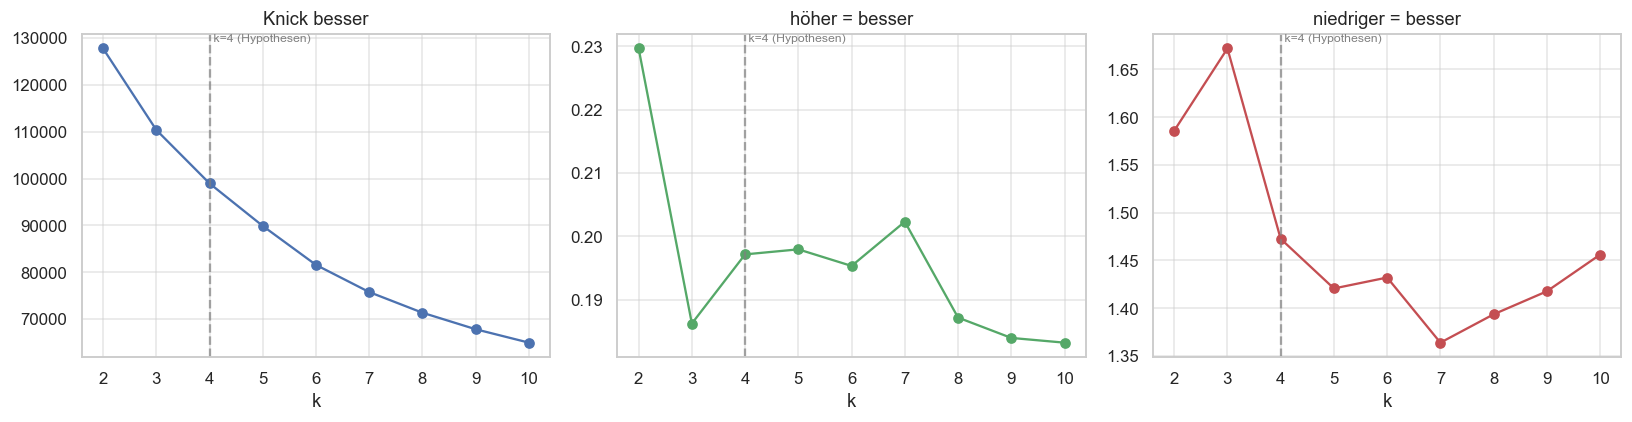 Knick besser
130000
120000
110000
100000
90000
80000
70000
k=4 (Hypothesen)
2 3 4 5 6 7 8 9 10
k
höher = besser
0.23
0.22
0.21
0.20
0.19
k=4 (Hypothesen)
2 3 4 5 6 7 8 9 10
k
niedriger = besser
1.65
1.60
1.55
1.50
1.45
1.40
1.35
k=4 (Hypothesen)
2 3 4 5 6 7 8 9 10
k